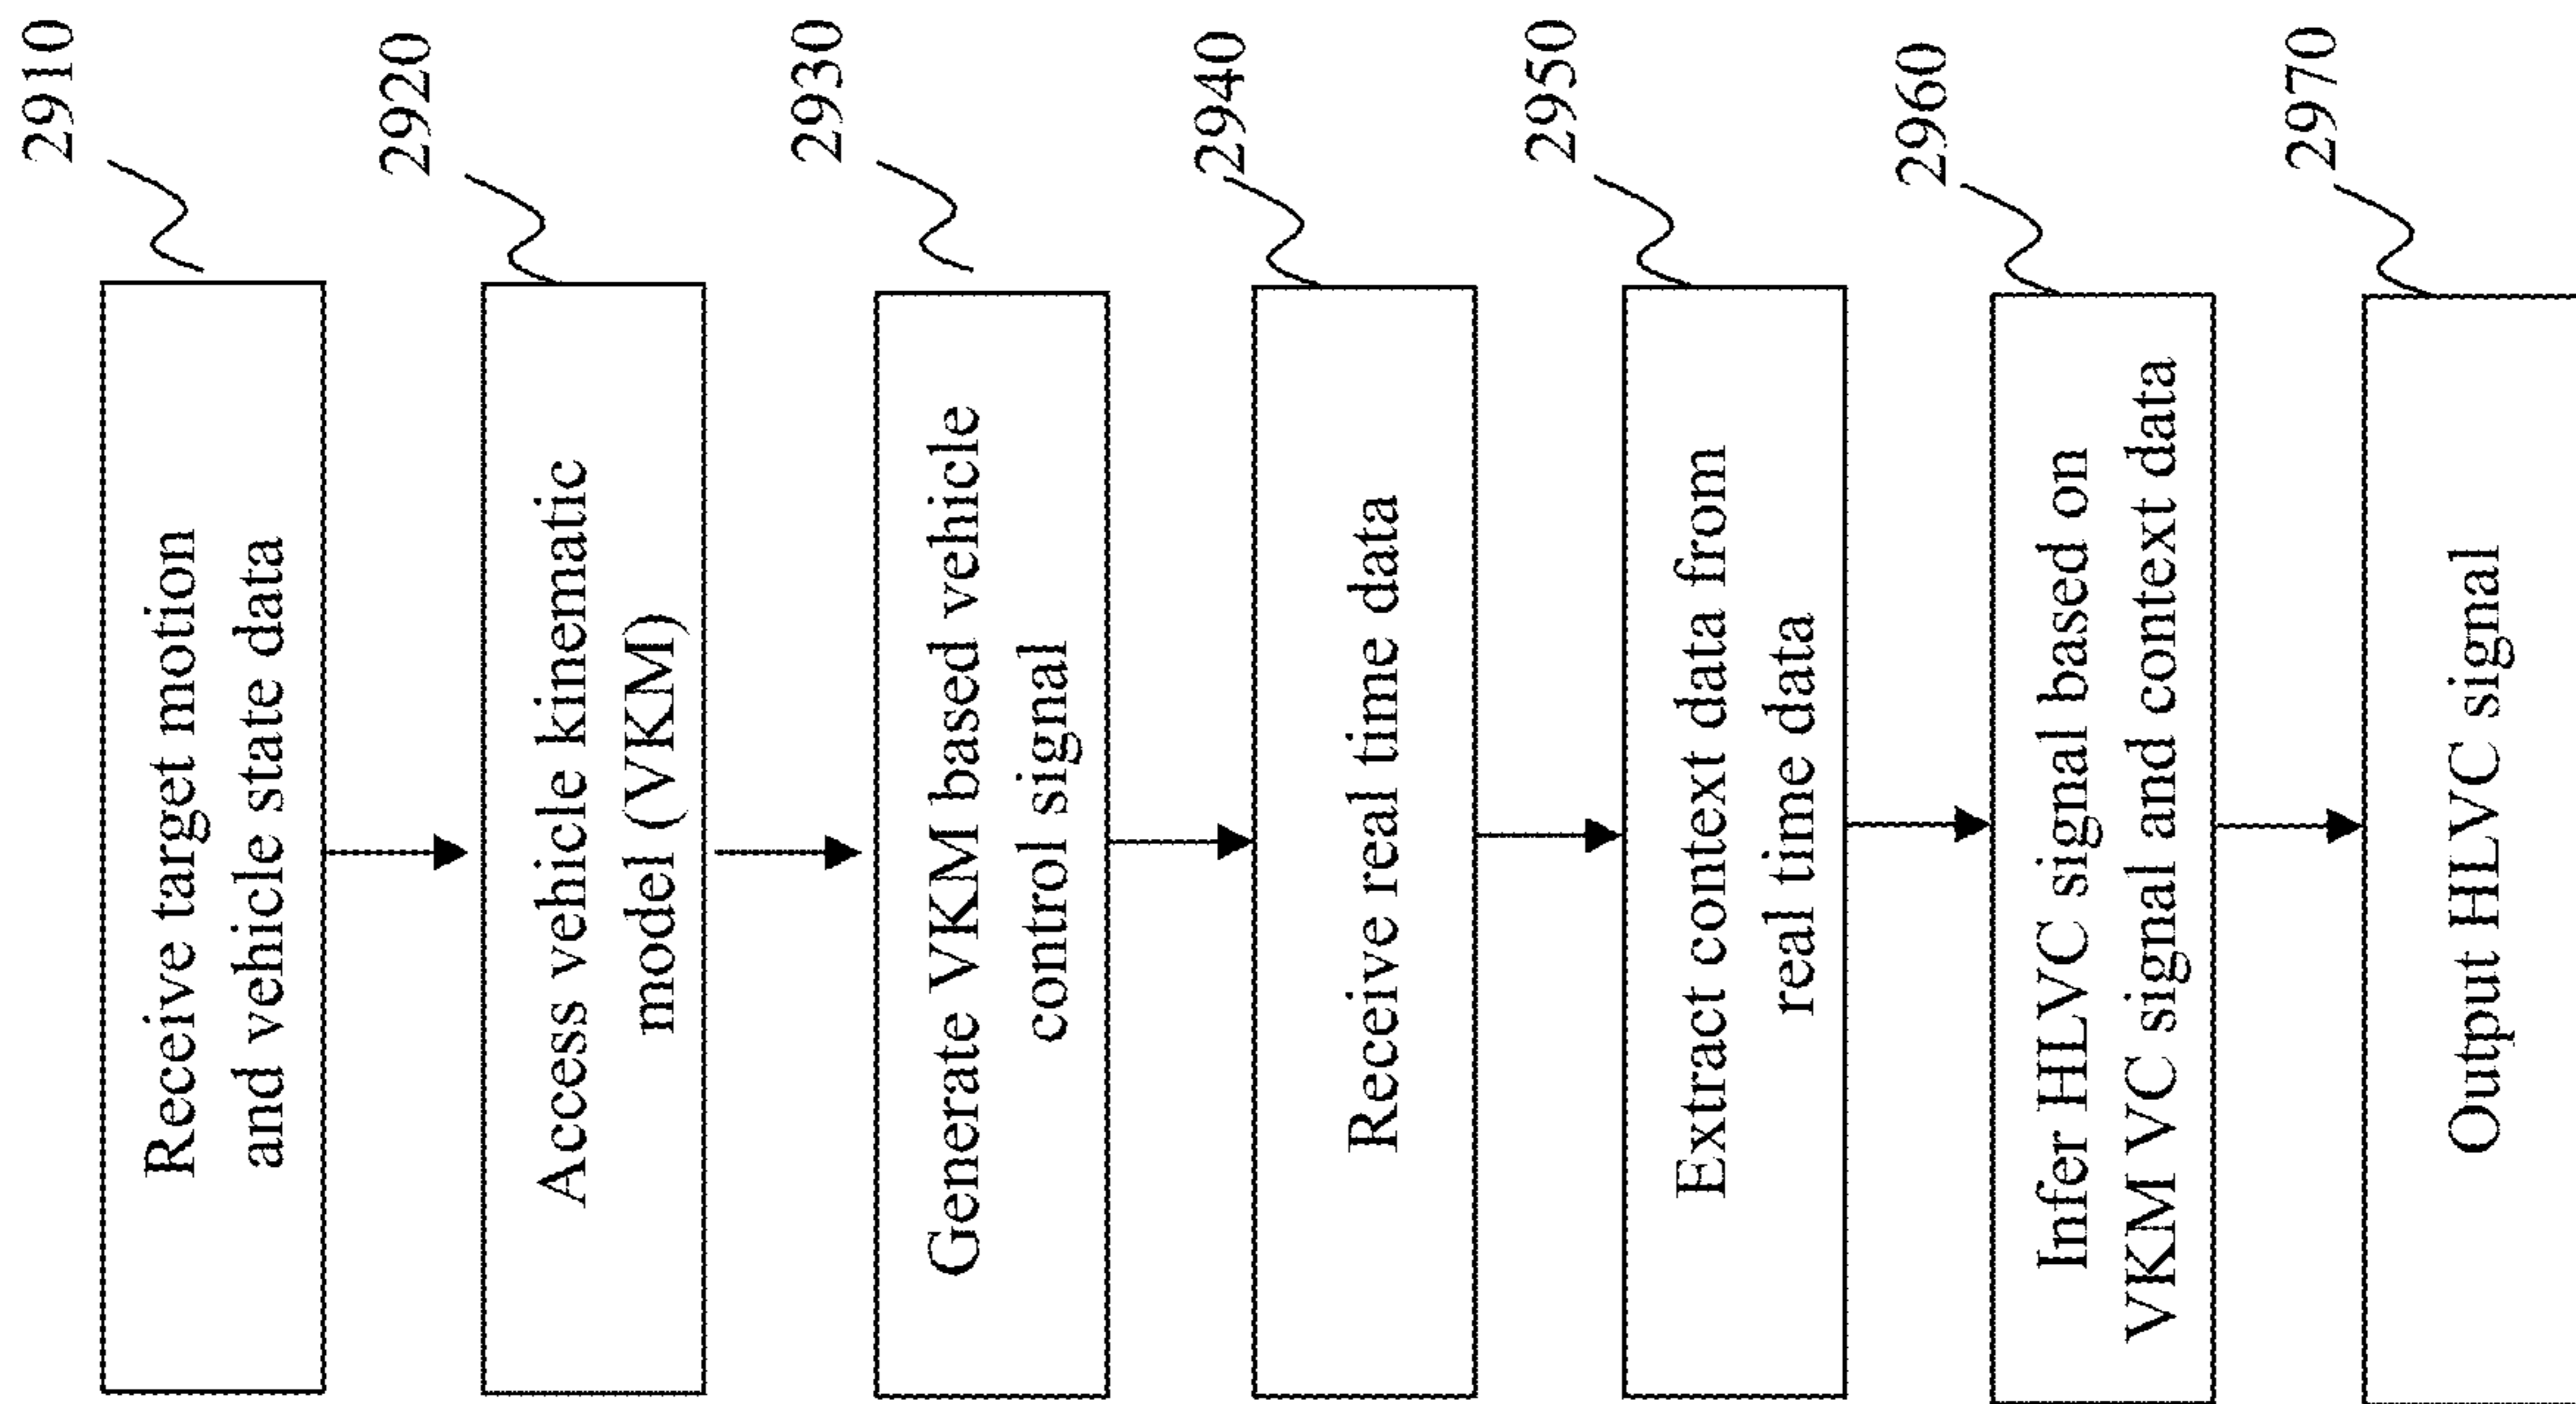 2910
Receive target motion
and vehicle state data
2920
Access vehicle kinematic
model (VKM)
2930
Generate VKM based vehicle
control signal
2940
Receive real time data
2950
Extract context data from
real time data
2960
Infer HLVC signal based on
VKM VC signal and context data
2970
Output HLVC signal